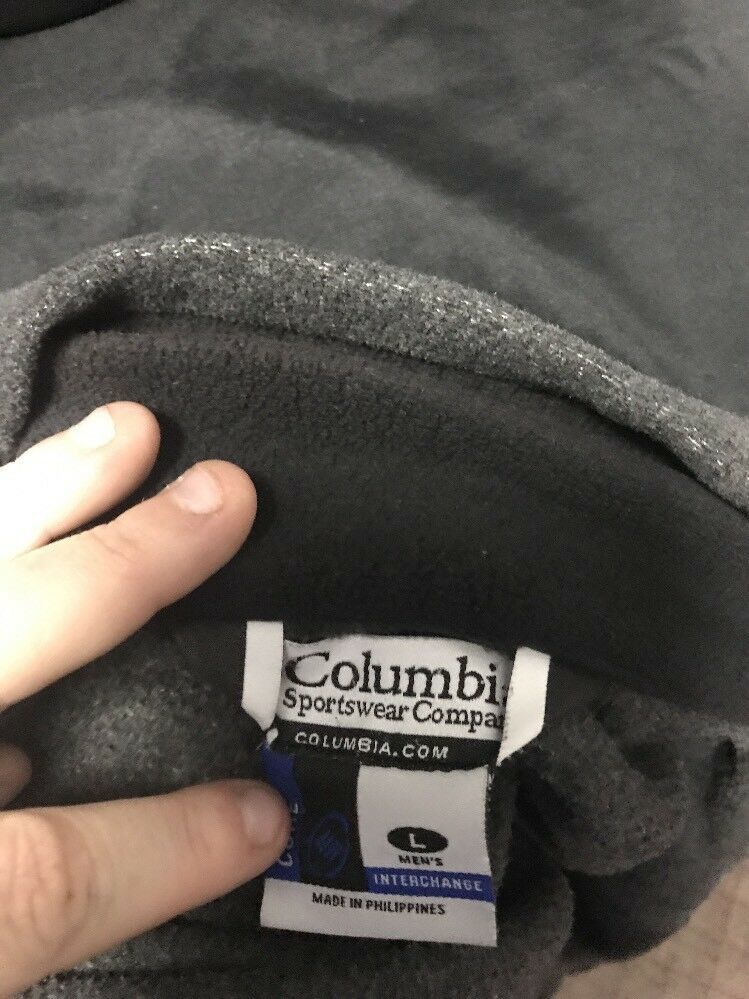 Columbi
Sportswear Compa
COLUMBIA.COM
L
MEN'S
INTERCHANGE
MADE IN PHILIPPINES